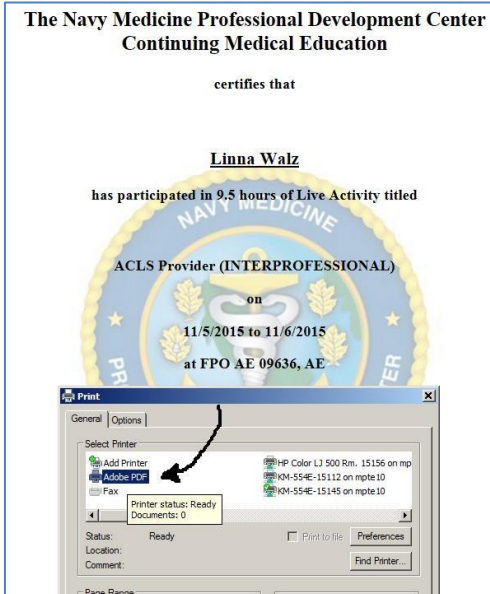 The Navy Medicine Professional Development Center
Continuing Medical Education
certifies that
Linna Walz
has participated in 9.5 hours of Live Activity titled
NAVY MEDICINE
ACLS Provider (INTERPROFESSIONAL)
on
11/5/2015 to 11/6/2015
at FPO AE 09636, AE
Print
General
Options
Select Printer
Add Printer
Adobe PDF
Fax
HP Color LJ 500 Rm. 15156 on mp
KM-554E-15112 on mpte10
KM-554E-15145 on mpte10
Printer status: Ready
Documents: 0
Status: Ready
Location:
Comment:
Print to file
Preferences
Find Printer...
Page Range